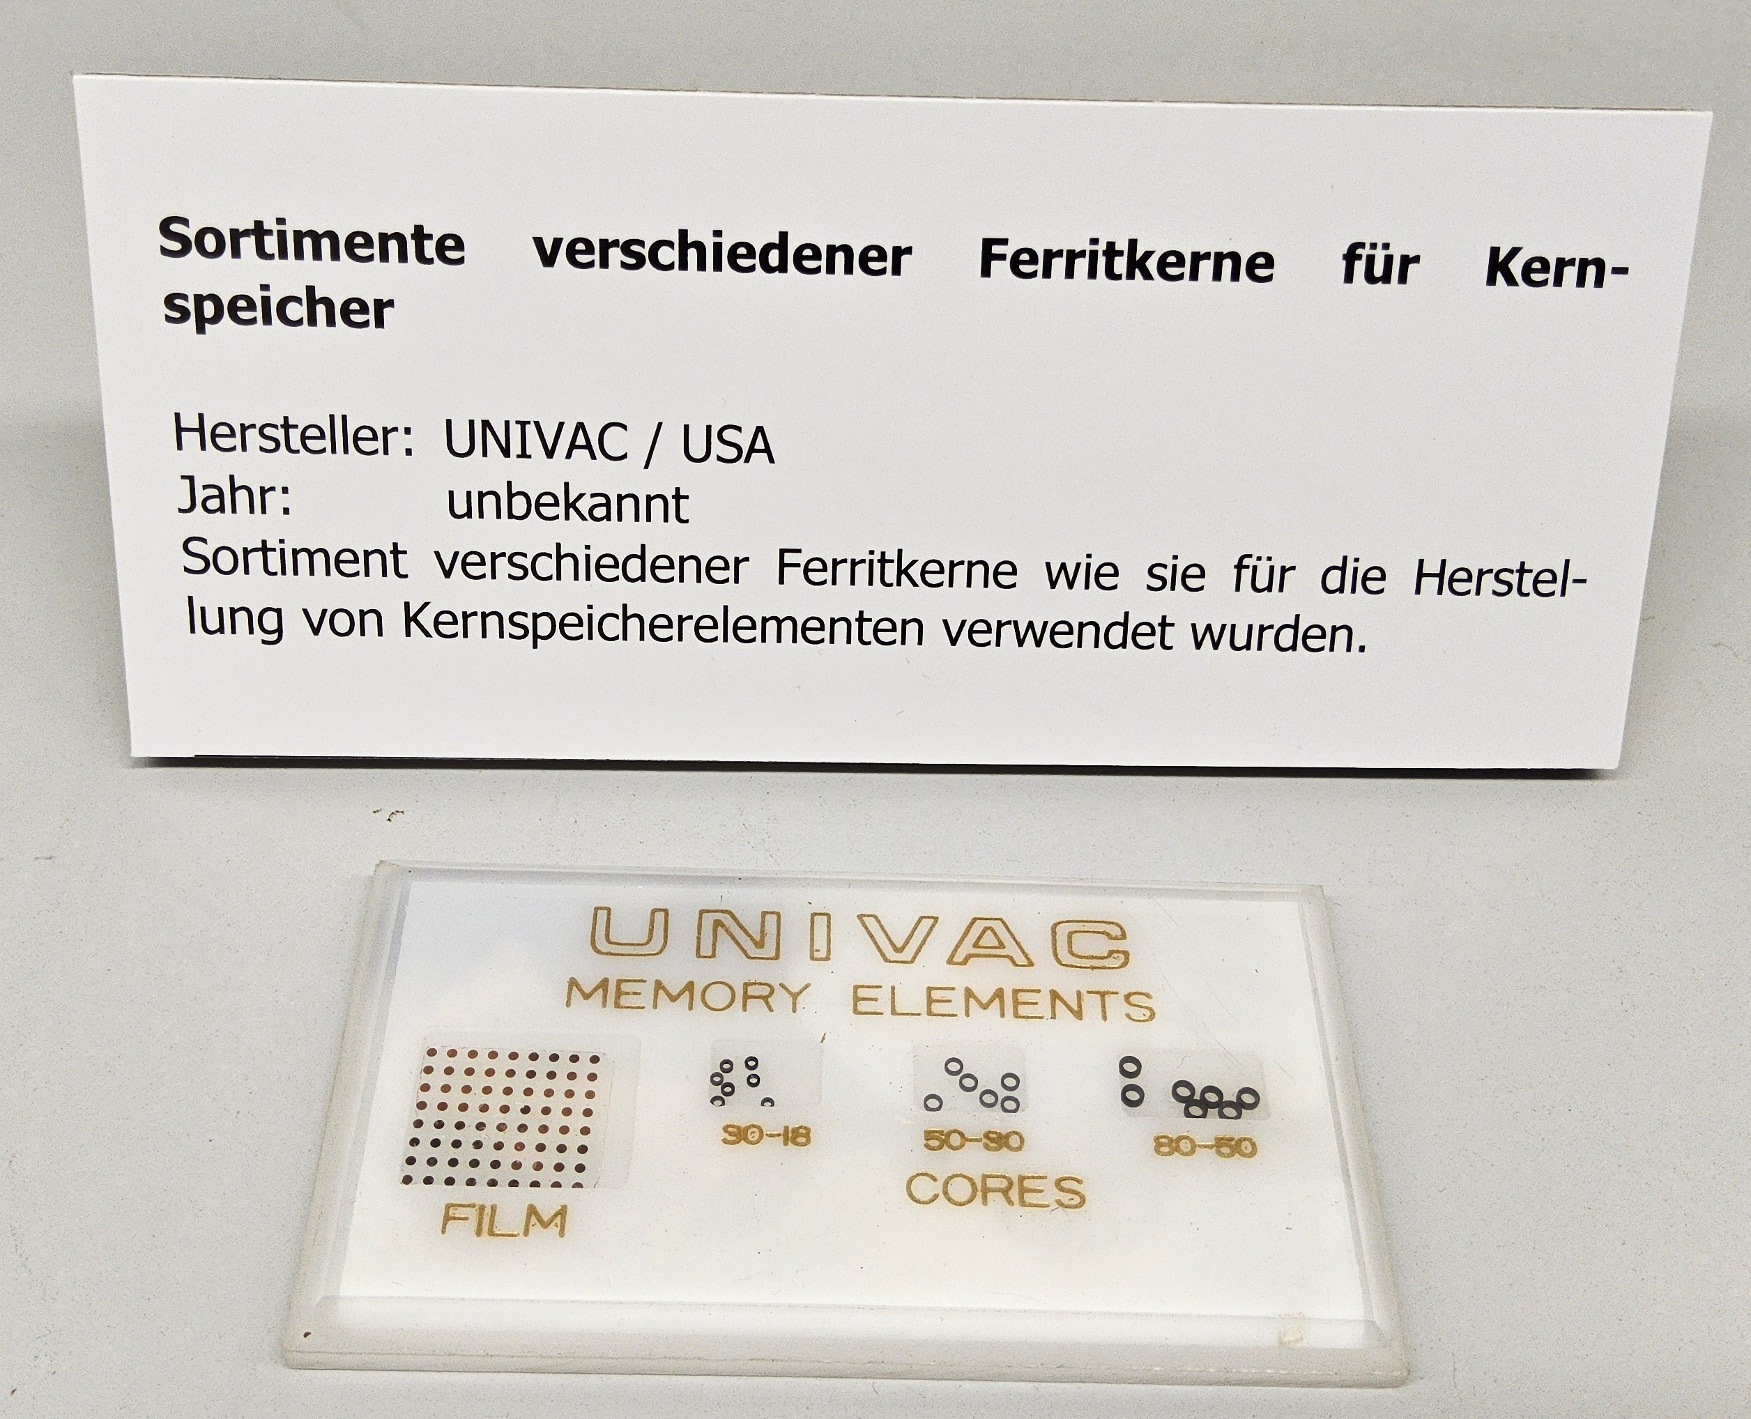 Sortimente verschiedener Ferritkerne für Kern-
speicher
Hersteller: UNIVAC / USA
Jahr: unbekannt
Sortiment verschiedener Ferritkerne wie sie für die Herstel-
lung von Kernspeicherelementen verwendet wurden.
UNIVAC
MEMORY ELEMENTS
30-18 50-30 80-50
CORES
FILM